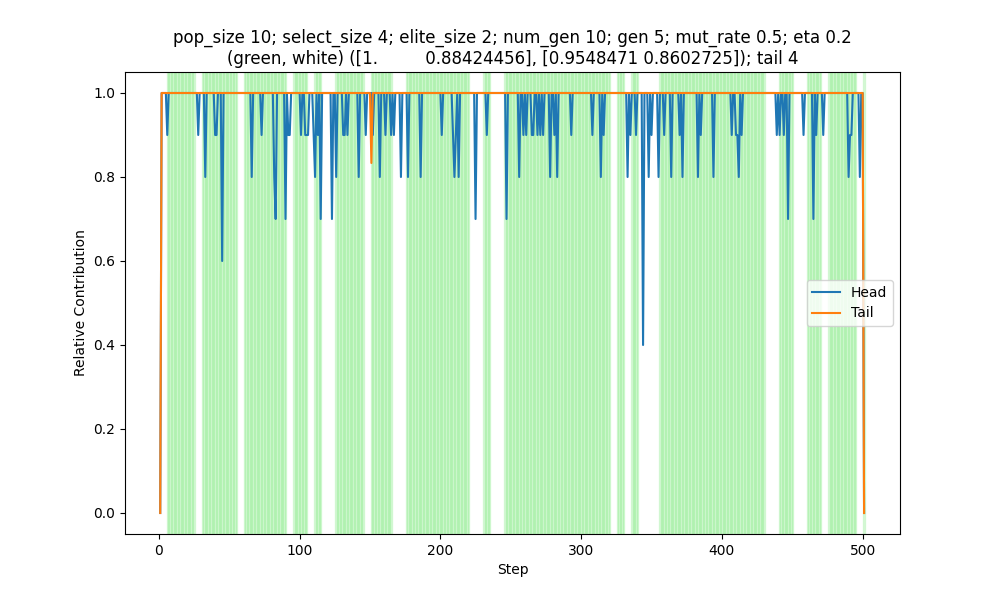 pop_size 10; select_size 4; elite_size 2; num_gen 10; gen 5; mut_rate 0.5; eta 0.2
(green, white) ([1.          0.88424456], [0.9548471 0.8602725]); tail 4
1.0
0.8
0.6
0.4
0.2
0.0
Relative Contribution
Head
Tail
0
100
200
300
400
500
Step